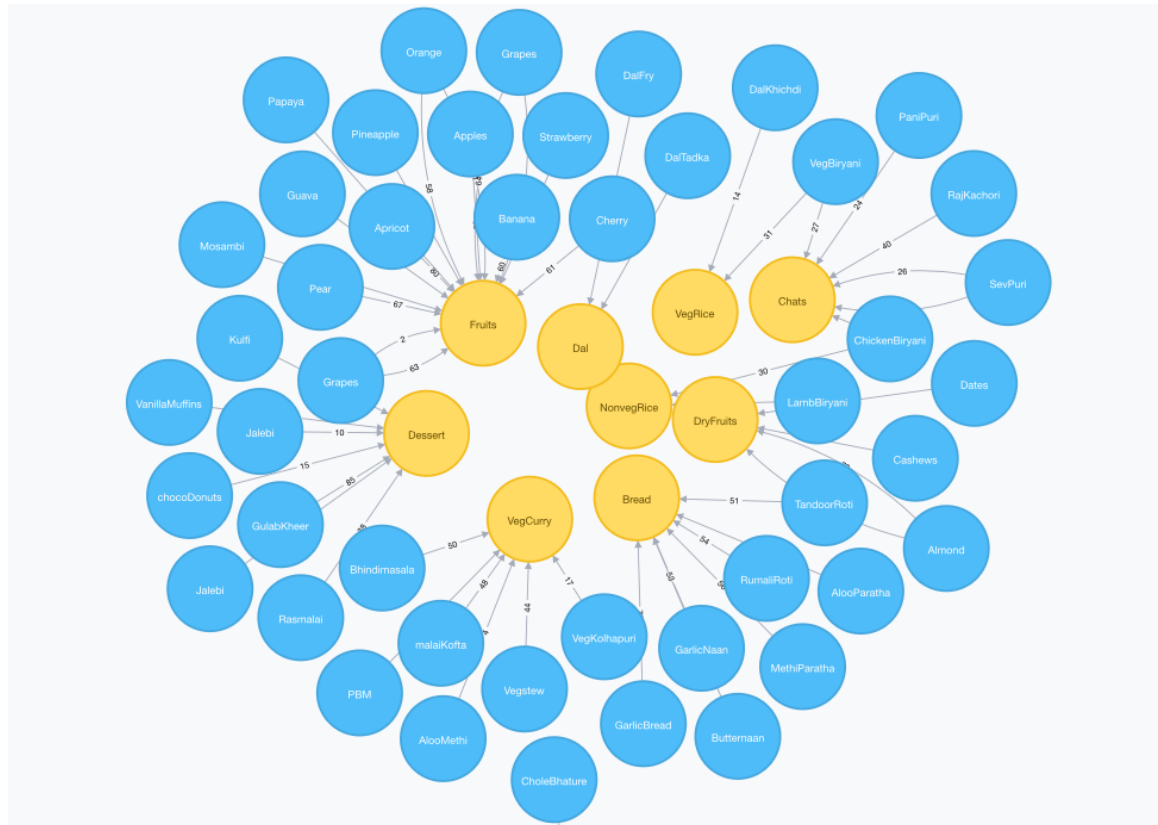 Orange
Grapes
DalFry
DalKhichdi
Papaya
PaniPuri
Pineapple
Apples
Strawberry
DalTadka
VegBiryani
Guava
58
14
RajKachori
24
Apricot
Banana
Cherry
27
31
Mosambi
40
80
60
61
26
Pear
SevPuri
67
Chats
VegRice
Fruits
Kulfi
2
Dal
ChickenBiryani
63
30
Grapes
Dates
VanillaMuffins
NonvegRice
LambBiryani
DryFruits
Jalebi
10
Dessert
Cashews
15
85
chocoDonuts
Bread
51
TandoorRoti
VegCurry
GulabKheer
50
54
Almond
Bhindimasala
53
RumaliRoti
Jalebi
48
17
AlooParatha
44
Rasmalai
4
malaiKofta
VegKolhapuri
GarlicNaan
MethiParatha
Vegstew
PBM
GarlicBread
Butternaan
AlooMethi
CholeBhature